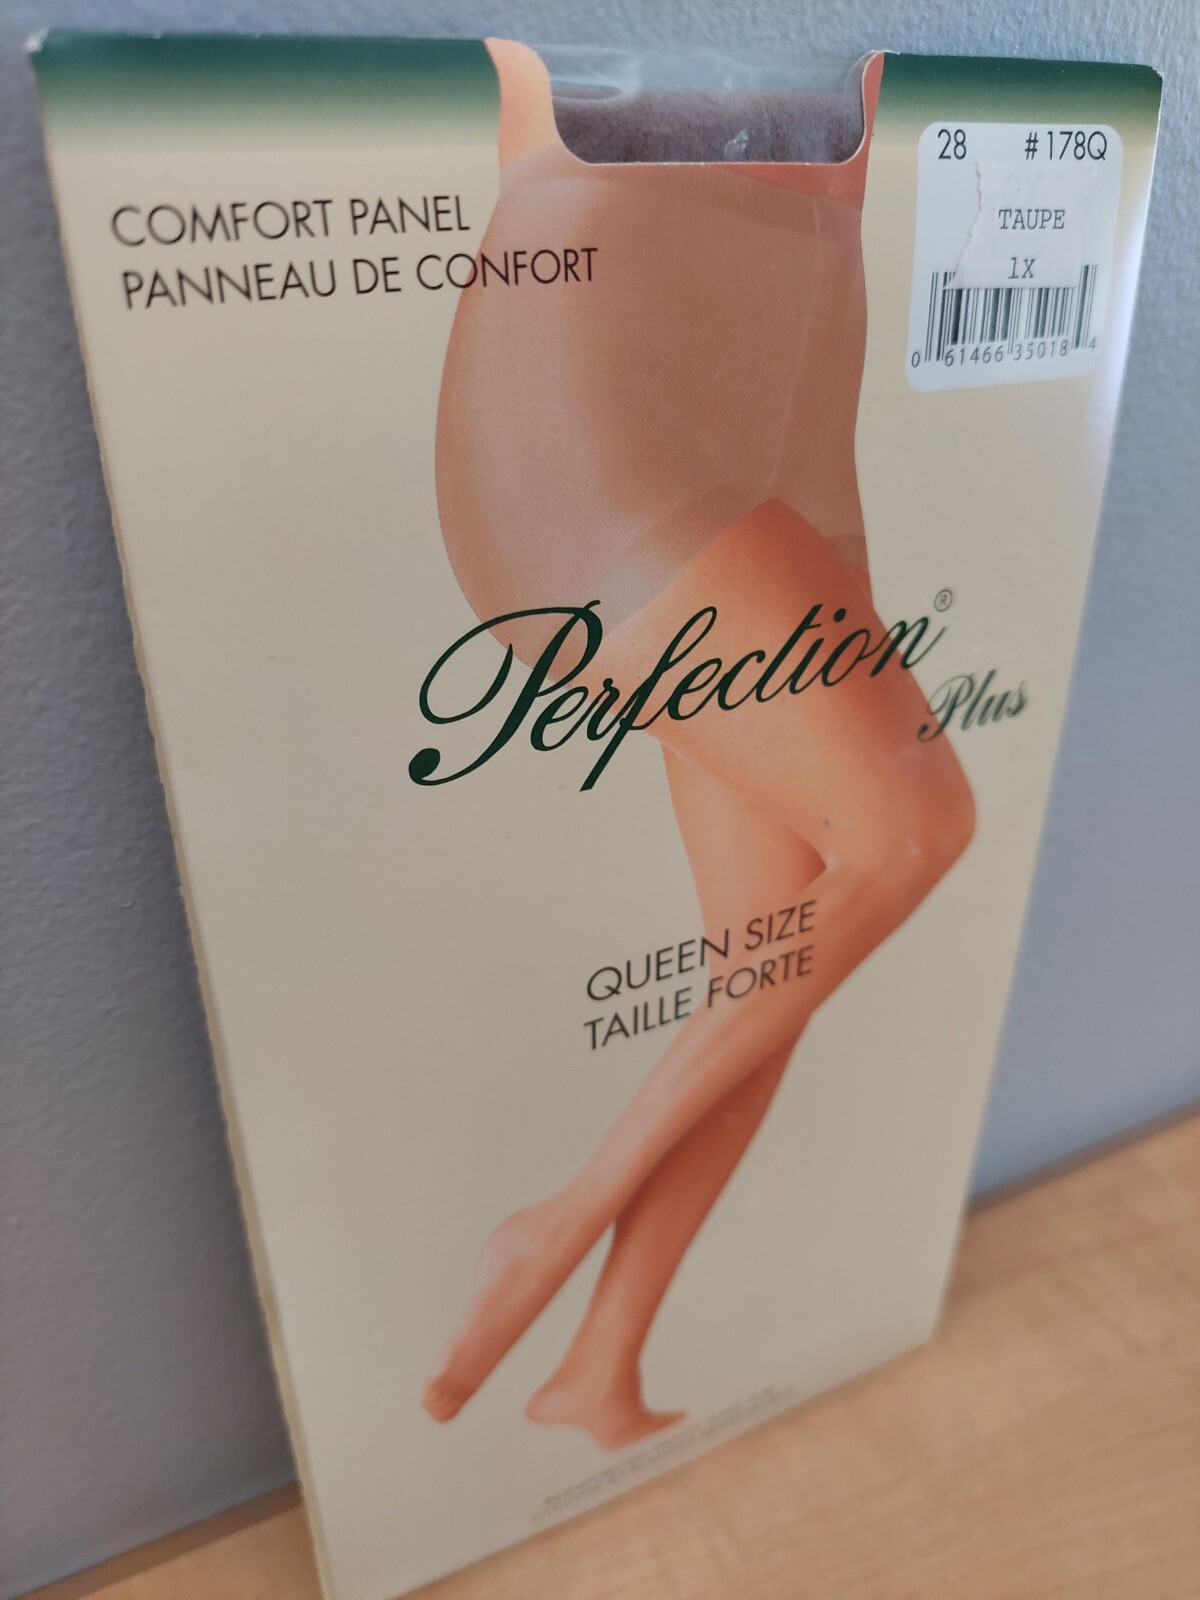 COMFORT PANEL
PANNEAU DE CONFORT
28 #178Q
TAUPE
1X
0 61466 35018 4
Perfection®
Plus
QUEEN SIZE
TAILLE FORTE